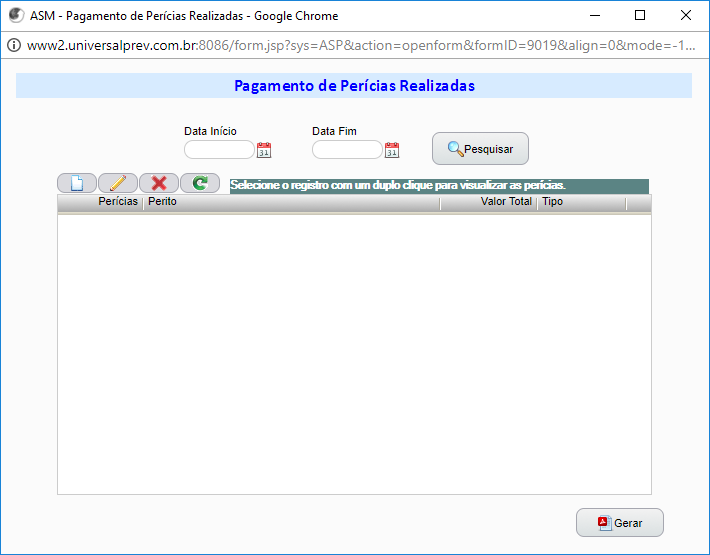 ASM - Pagamento de Perícias Realizadas - Google Chrome
www2.universalprev.com.br:8086/form.jsp?sys=ASP&action=openform&formID=9019&align=0&mode=-1...
Pagamento de Perícias Realizadas
Data Início Data Fim
31 31 Pesquisar
Selecione o registro com um duplo clique para visualizar as perícias.
Perícias Perito Valor Total Tipo
Gerar